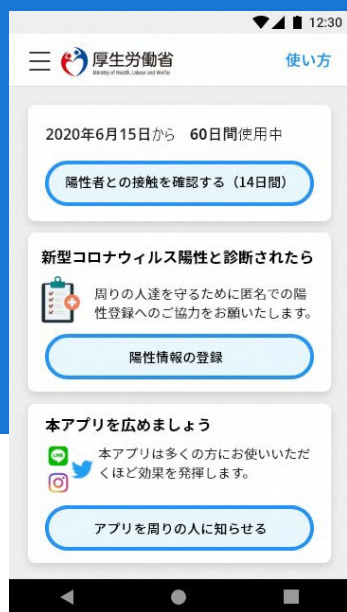 12:30
厚生労働省
Ministry of Health, Labour and Welfare
使い方
2020年6月15日から 60日間使用中
陽性者との接触を確認する（14日間）
新型コロナウィルス陽性と診断されたら
周りの人達を守るために匿名での陽
性登録へのご協力をお願いいたします。
陽性情報の登録
本アプリを広めましょう
LINE
本アプリは多くの方にお使いいただ
くほど効果を発揮します。
アプリを周りの人に知らせる